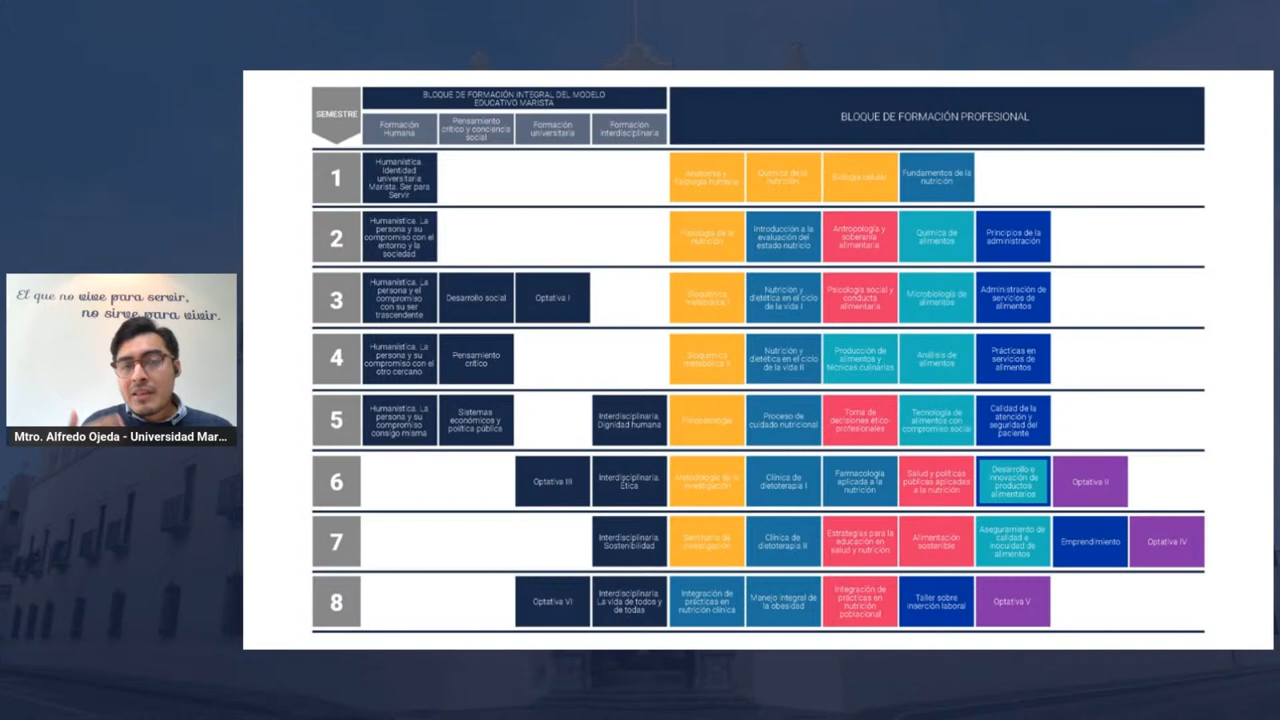 El que no vive para servir,
no sirve para vivir.
Mtro. Alfredo Ojeda - Universidad Mar...
SEMESTRE
BLOQUE DE FORMACIÓN INTEGRAL DEL MODELO
EDUCATIVO MARISTA
BLOQUE DE FORMACIÓN PROFESIONAL
Formación
Humana
Pensamiento
crítico y conciencia
social
Formación
universitaria
Formación
interdisciplinaria
1
Humanística.
Identidad
universitaria
Marista. Ser para
Servir
Anatomía y
fisiología humana
Química de la
nutrición
Biología celular
Fundamentos de la
nutrición
2
Humanística. La
persona y su
compromiso con el
entorno y la
sociedad
Fisiología de la
nutrición
Introducción a la
evaluación del
estado nutricio
Antropología y
soberanía
alimentaria
Química de
alimentos
Principios de la
administración
3
Humanística. La
persona y el
compromiso
con su ser
trascendente
Desarrollo social
Optativa I
Bioquímica
metabólica I
Nutrición y
dietética en el ciclo
de la vida I
Psicología social y
conducta
alimentaria
Microbiología de
alimentos
Administración de
servicios de
alimentos
4
Humanística. La
persona y su
compromiso con el
otro cercano
Pensamiento
crítico
Bioquímica
metabólica II
Nutrición y
dietética en el ciclo
de la vida II
Producción de
alimentos y
técnicas culinarias
Análisis de
alimentos
Prácticas en
servicios de
alimentos
5
Humanística. La
persona y su
compromiso
consigo misma
Sistemas
económicos y
política pública
Interdisciplinaria.
Dignidad humana
Fisiopatología
Proceso de
cuidado nutricional
Toma de
decisiones ético-
profesionales
Tecnología de
alimentos con
compromiso social
Calidad de la
atención y
seguridad del
paciente
6
Optativa III
Interdisciplinaria.
Ética
Metodología de la
investigación
Clínica de
dietoterapia I
Farmacología
aplicada a la
nutrición
Salud y políticas
públicas aplicadas
a la nutrición
Desarrollo e
innovación de
productos
alimentarios
Optativa II
7
Interdisciplinaria.
Sostenibilidad
Seminario de
investigación
Clínica de
dietoterapia II
Estrategias para la
educación en
salud y nutrición
Alimentación
sostenible
Aseguramiento de
calidad e
inocuidad de
alimentos
Emprendimiento
Optativa IV
8
Optativa VI
Interdisciplinaria.
La vida de todos y
de todas
Integración de
prácticas en
nutrición clínica
Manejo integral de
la obesidad
Integración de
prácticas en
nutrición
poblacional
Taller sobre
inserción laboral
Optativa V